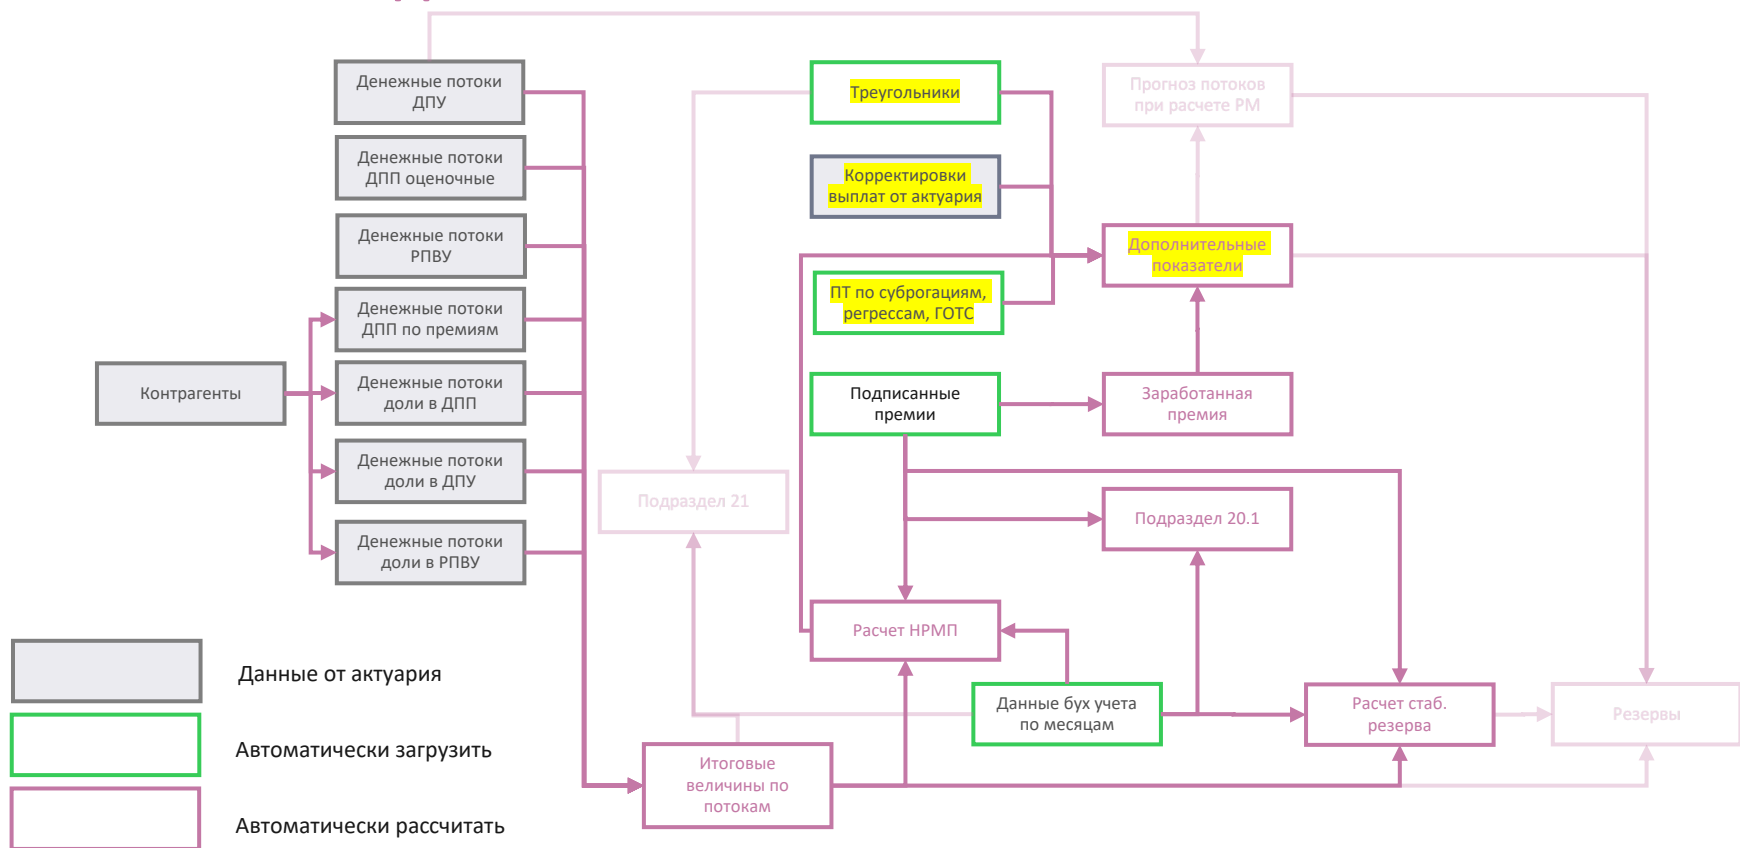 Денежные потоки
ДПУ
Денежные потоки
ДПП оценочные
Денежные потоки
РПВУ
Денежные потоки
ДПП по премиям
Контрагенты
Денежные потоки
доли в ДПП
Денежные потоки
доли в ДПУ
Денежные потоки
доли в РПВУ
Треугольники
Корректировки
выплат от актуария
ПТ по суброгациям,
регрессам, ГОТС
Подписанные
премии
Прогноз потоков
при расчете РМ
Дополнительные
показатели
Заработанная
премия
Подраздел 21
Подраздел 20.1
Расчет НРМП
Данные бух учета
по месяцам
Расчет стаб.
резерва
Резервы
Итоговые
величины по
потокам
Данные от актуария
Автоматически загрузить
Автоматически рассчитать